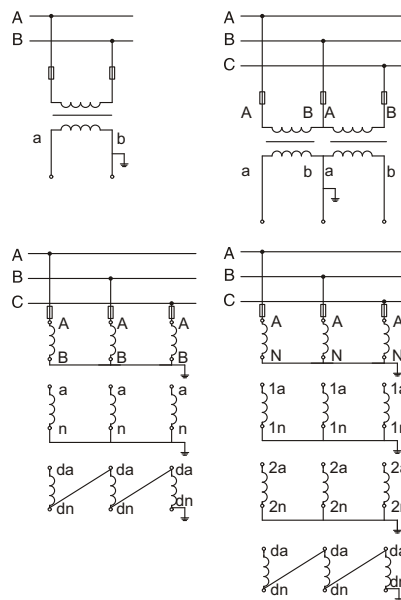 A
B
a b
A
B
C
A B A B
a b a b
A
B
C
A A A
B B B
a a a
n n n
da da da
dn dn dn
A
B
C
A A A
N N N
1a 1a 1a
1n 1n 1n
2a 2a 2a
2n 2n 2n
da da da
dn dn dn